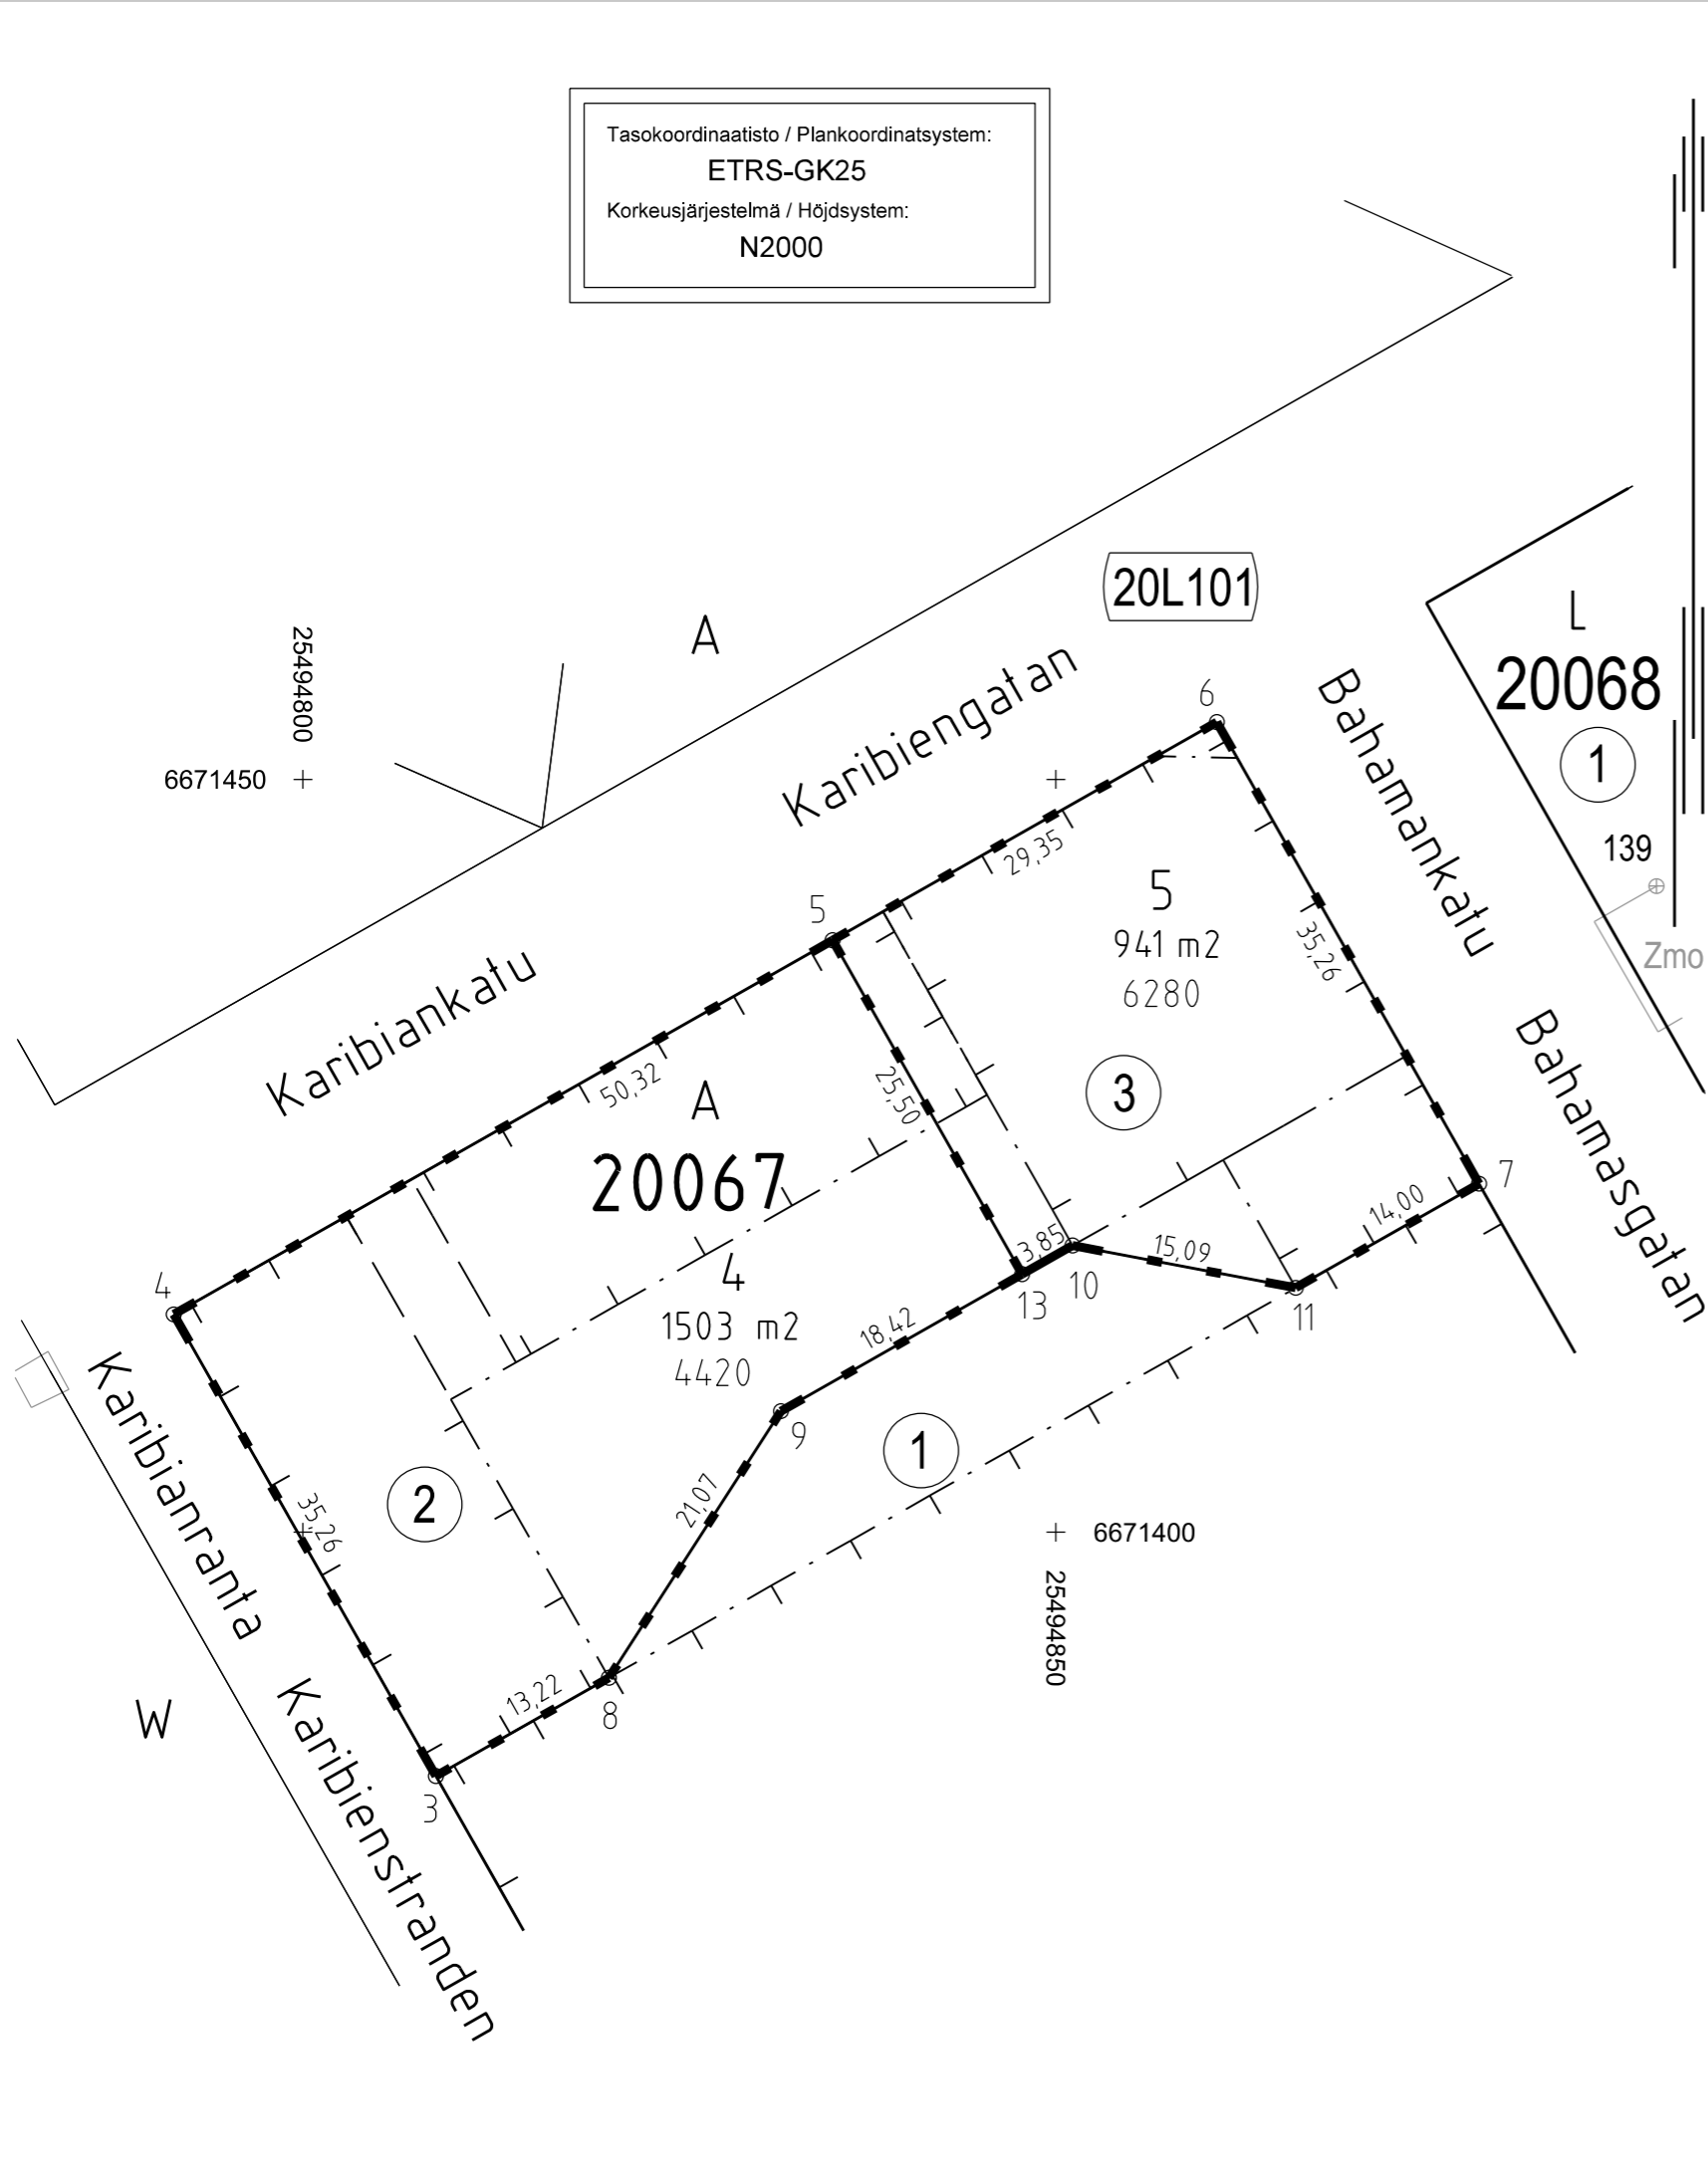 Tasokoordinaatisto / Plankoordinatsystem:
ETRS-GK25
Korkeusjärjestelmä / Höjdsystem:
N2000
20L101
L
20068
1
139
Zmo
A
25494800
6671450
Karibiengatan
Karibiankatu
Bahamankatu
Bahamasgatan
6
5
29,35
5
941 m2
6280
35,26
3
50,32
A
20067
25,50
4
1503 m2
4420
4
7
14,00
3,85
15,09
10
13
11
18,42
9
1
2
21,07
35,26
6671400
25494850
Karibianranta
Karibienstranden
13,22
8
W
3